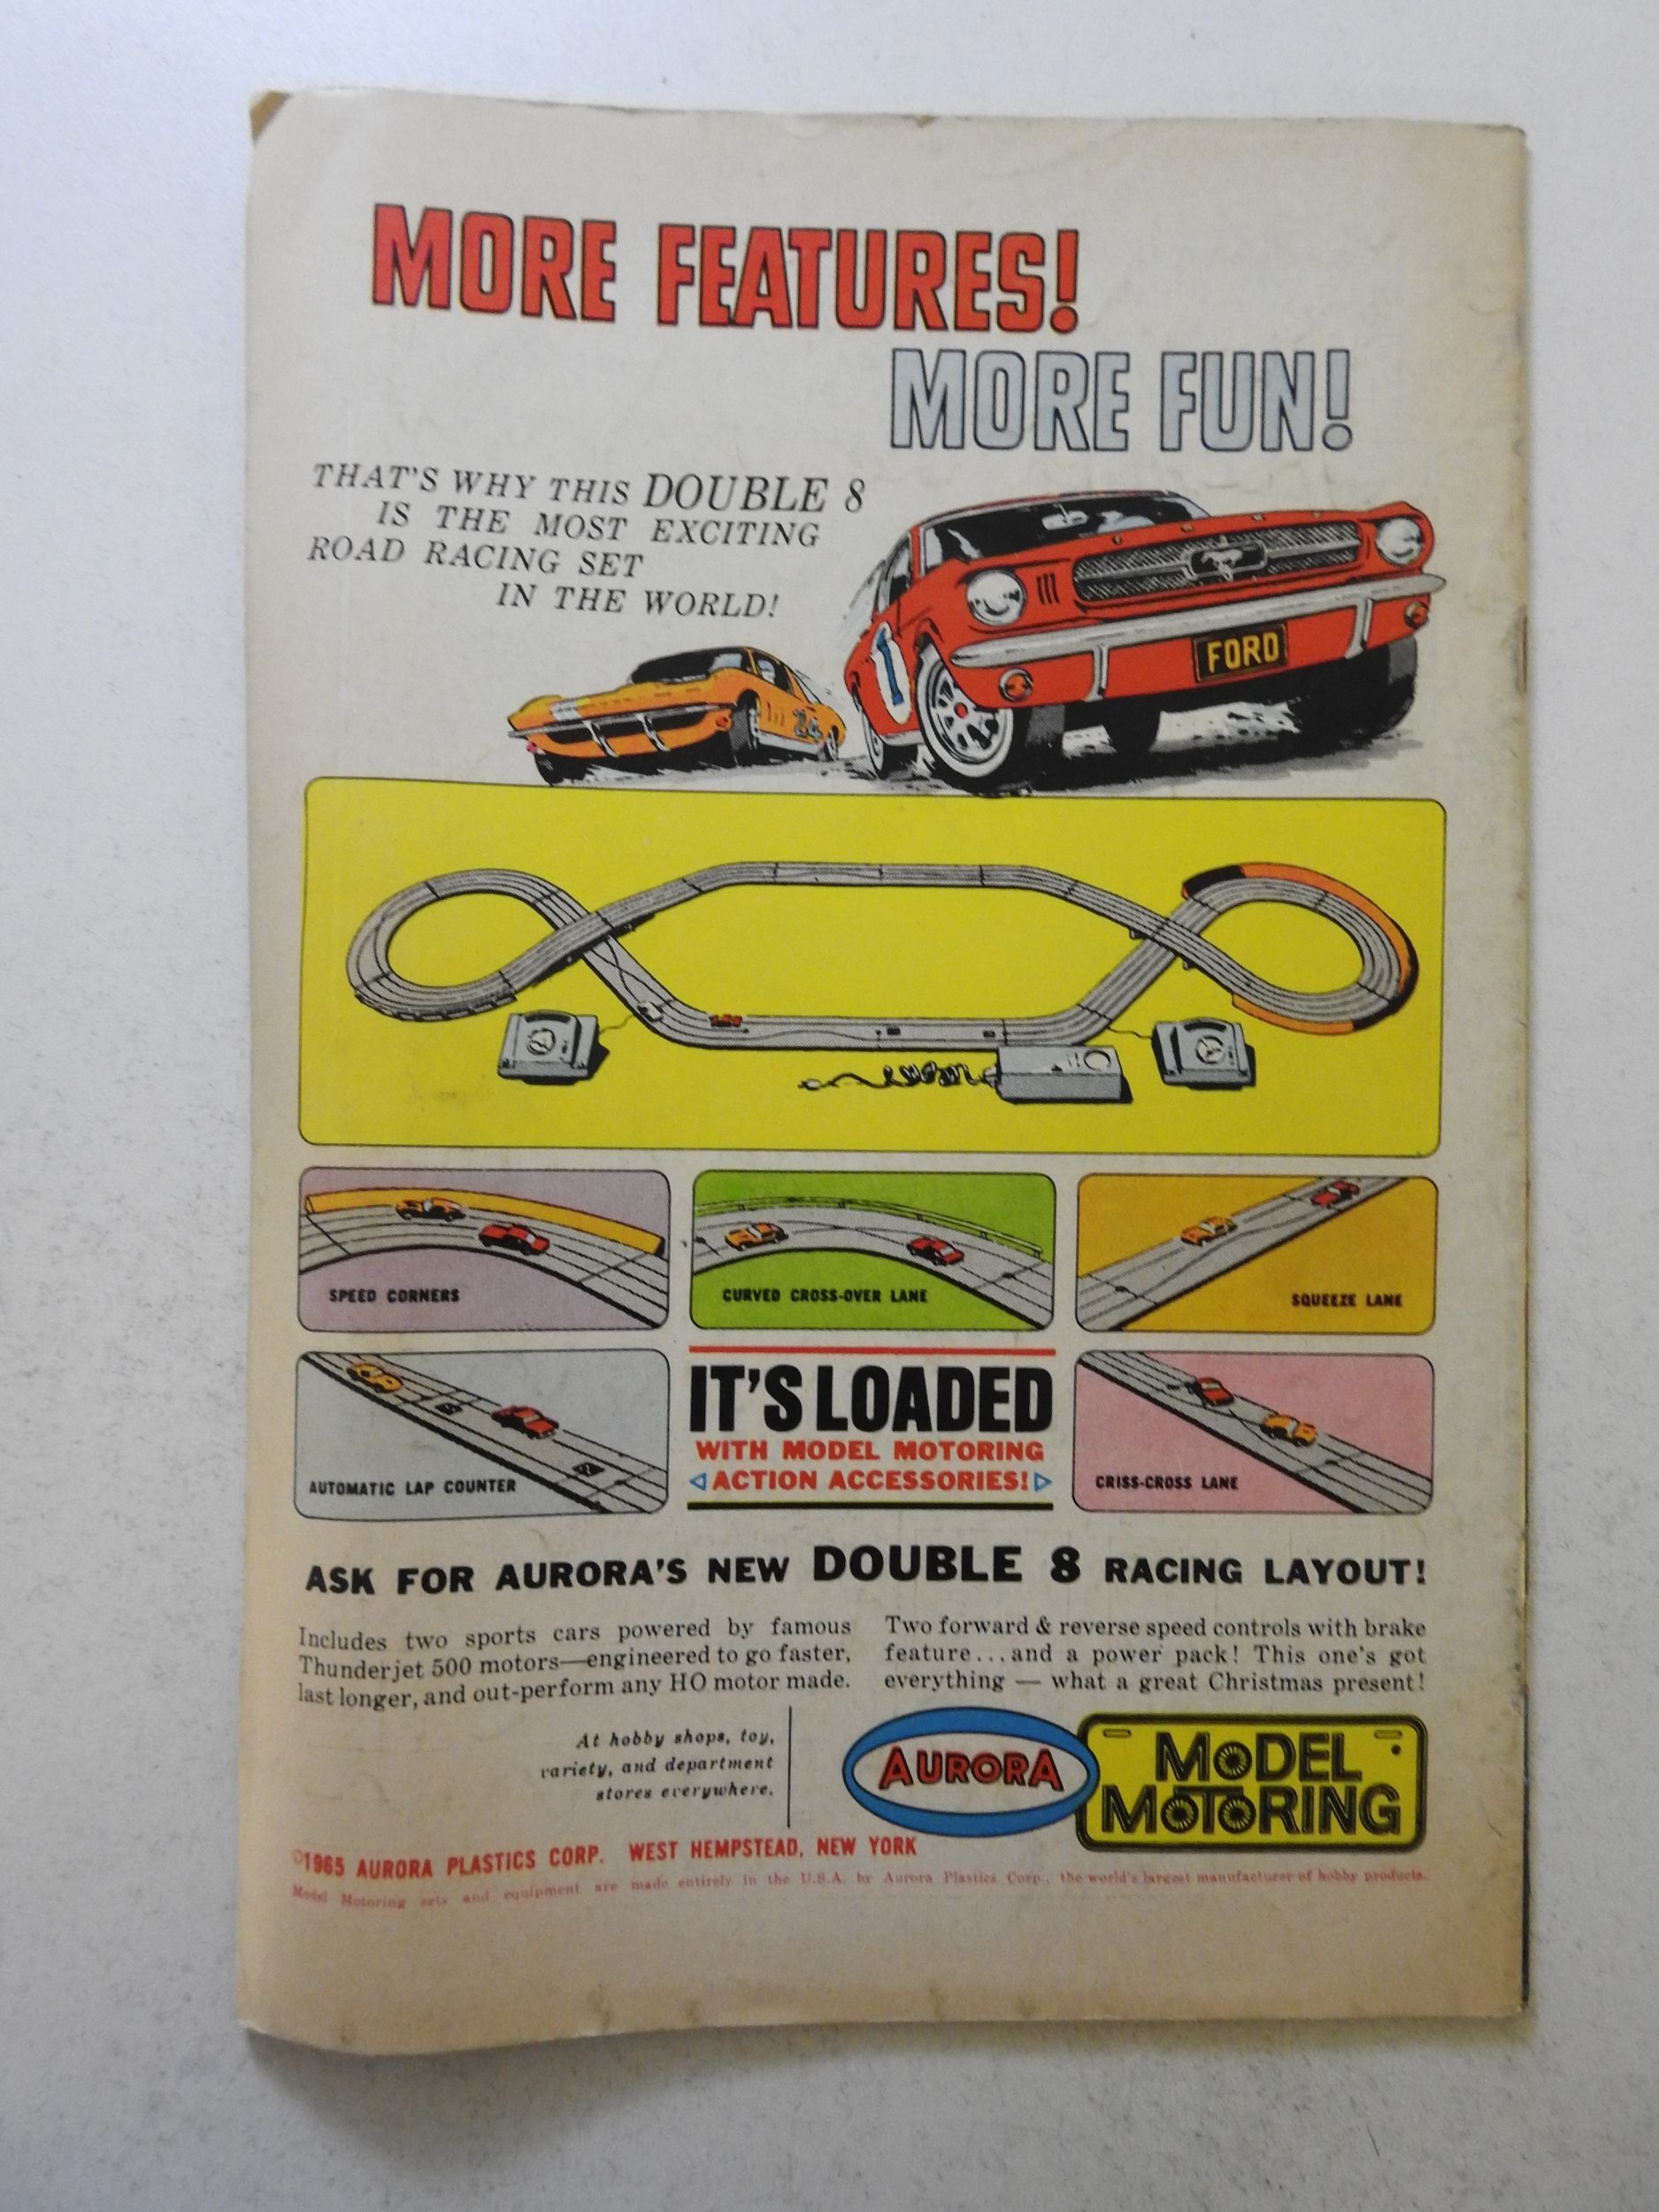 MORE FEATURES!
MORE FUN!
THAT'S WHY THIS DOUBLE 8
IS THE MOST EXCITING
ROAD RACING SET
IN THE WORLD!
1
FORD
24
SPEED CORNERS
CURVED CROSS-OVER LANE
SQUEEZE LANE
AUTOMATIC LAP COUNTER
IT'S LOADED
WITH MODEL MOTORING
ACTION ACCESSORIES!
CRISS-CROSS LANE
ASK FOR AURORA'S NEW DOUBLE 8 RACING LAYOUT!
Includes two sports cars powered by famous
Thunderjet 500 motors—engineered to go faster,
last longer, and out-perform any HO motor made.
Two forward & reverse speed controls with brake
feature...and a power pack! This one's got
everything — what a great Christmas present!
At hobby shops, toy,
variety, and department
stores everywhere.
AURORA
MODEL
MOTORING
©1965 AURORA PLASTICS CORP. WEST HEMPSTEAD, NEW YORK
Model Motoring sets and equipment are made entirely in the U.S.A. by Aurora Plastics Corp., the world's largest manufacturer of hobby products.